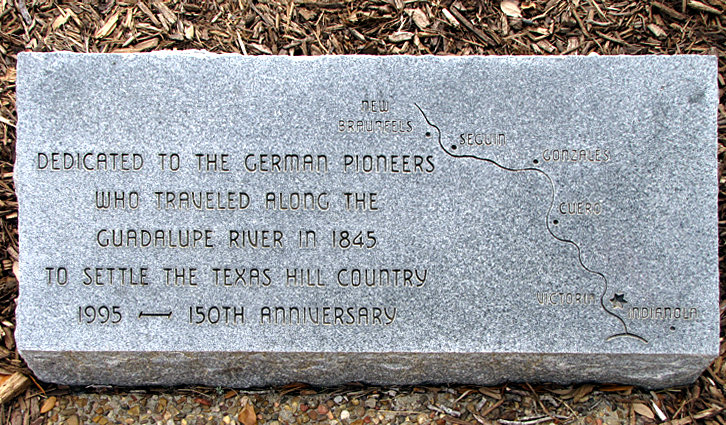 DEDICATED TO THE GERMAN PIONEERS
WHO TRAVELED ALONG THE
GUADALUPE RIVER IN 1845
TO SETTLE THE TEXAS HILL COUNTRY
1995 — 150TH ANNIVERSARY
NEW
BRAUNFELS
SEGUIN
GONZALES
CUERO
VICTORIA
INDIANOLA